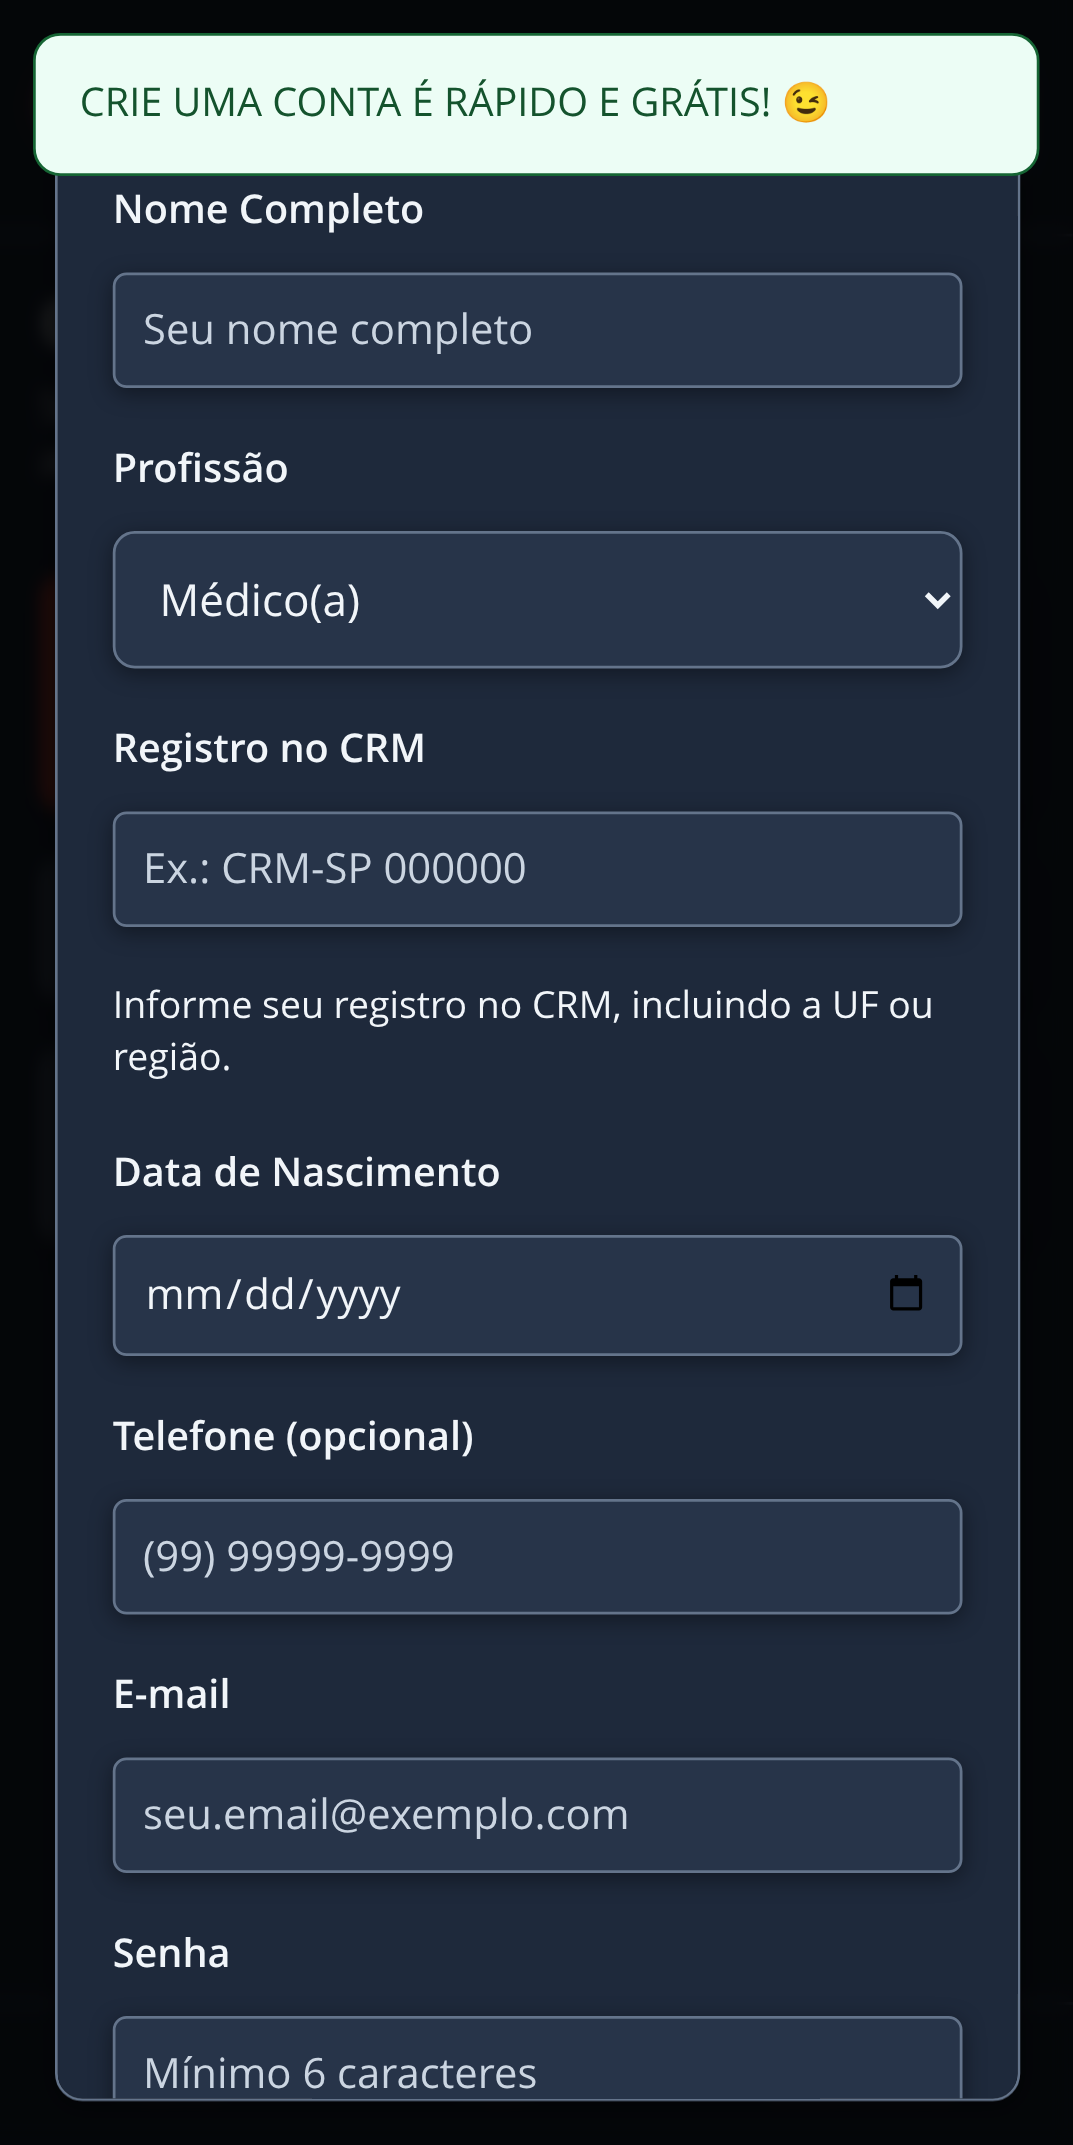 CRIE UMA CONTA É RÁPIDO E GRÁTIS! 😉
Nome Completo
Seu nome completo
Profissão
Médico(a)
Registro no CRM
Ex.: CRM-SP 000000
Informe seu registro no CRM, incluindo a UF ou
região.
Data de Nascimento
mm/dd/yyyy
Telefone (opcional)
(99) 99999-9999
E-mail
seu.email@exemplo.com
Senha
Mínimo 6 caracteres